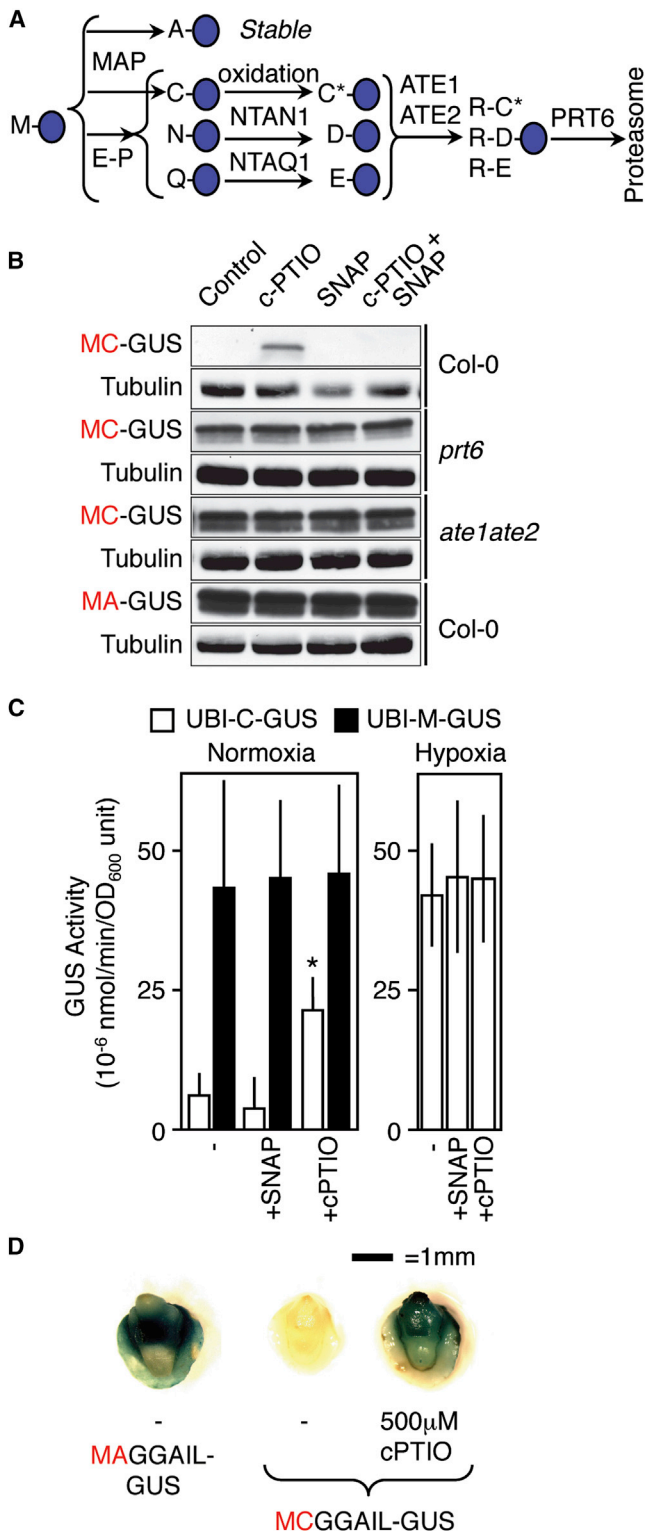 A
A- Stable
MAP
C- oxidation C*- ATE1
M- N- NTAN1 D- ATE2 R-C*
E-P R-D- PRT6
Q- NTAQ1 E- R-E
Proteasome
B
Control c-PTIO SNAP c-PTIO + SNAP
MC-GUS
Tubulin
Col-0
MC-GUS
Tubulin
prt6
MC-GUS
Tubulin
ate1ate2
MA-GUS
Tubulin
Col-0
C
UBI-C-GUS UBI-M-GUS
Normoxia Hypoxia
GUS Activity
(10-6 nmol/min/OD600 unit)
50 50
25 25
* 
0 0
- +SNAP +cPTIO - +SNAP +cPTIO
D
=1mm
- - 500μM
cPTIO
MAGGAIL-
GUS
MCGGAIL-GUS